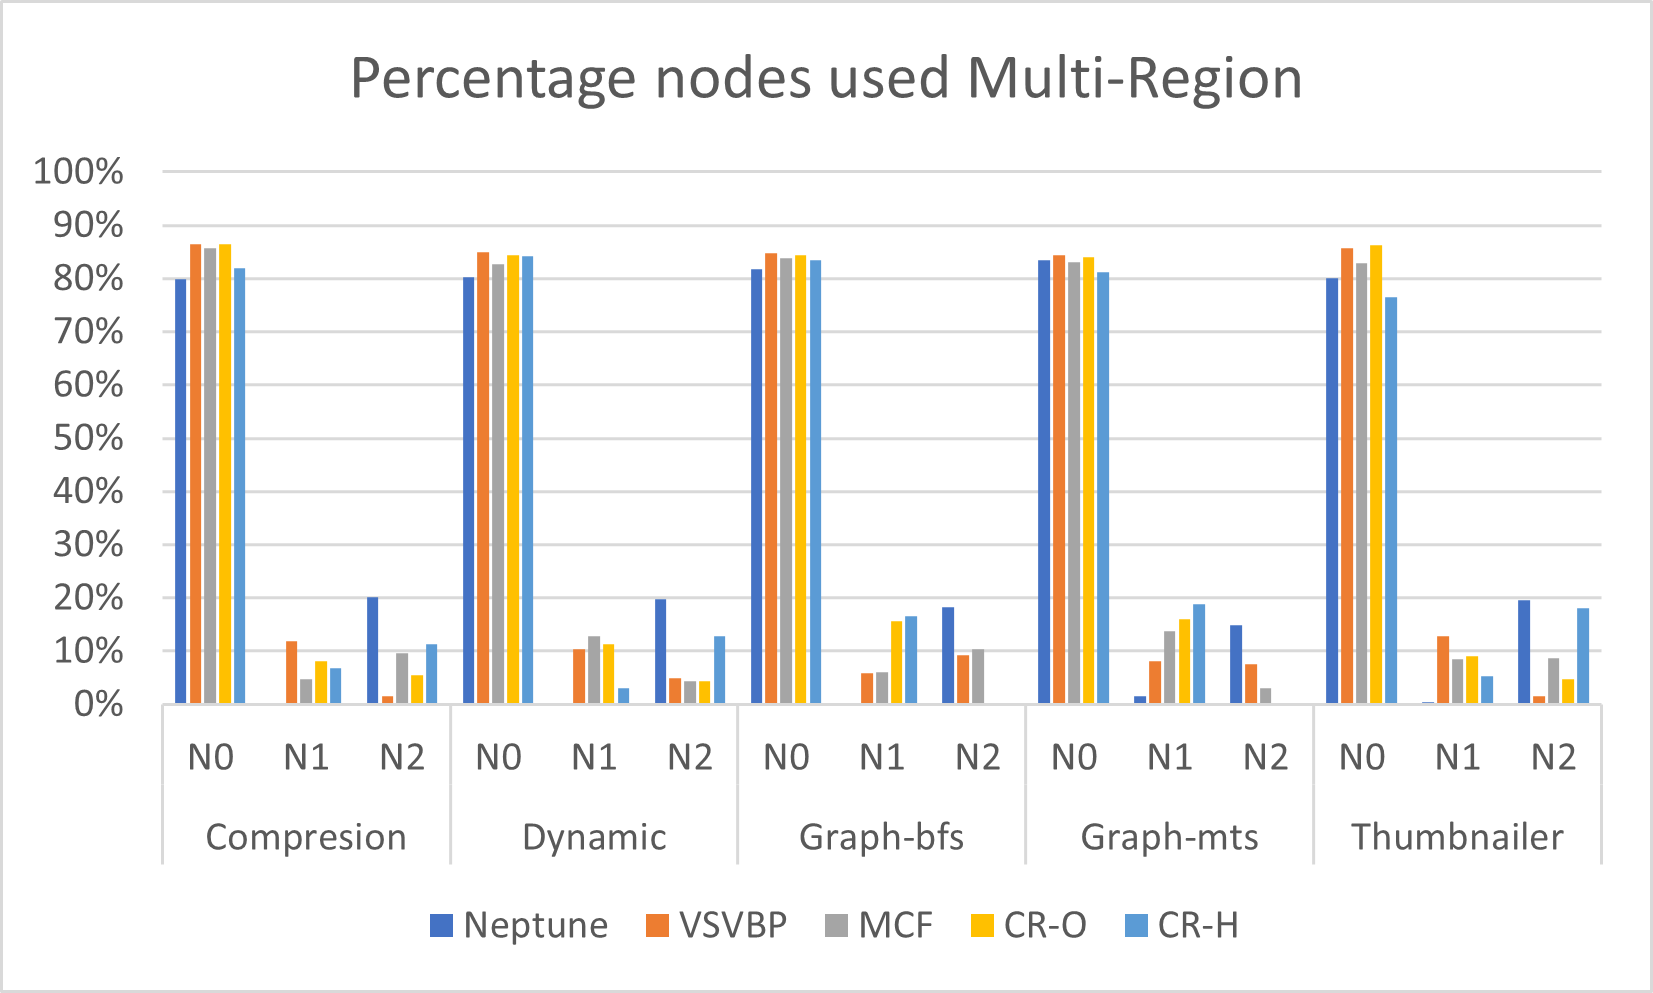 Percentage nodes used Multi-Region
100%
90%
80%
70%
60%
50%
40%
30%
20%
10%
0%
N0 N1 N2 N0 N1 N2 N0 N1 N2 N0 N1 N2 N0 N1 N2
Compresion Dynamic Graph-bfs Graph-mts Thumbnailer
Neptune VSVBP MCF CR-O CR-H